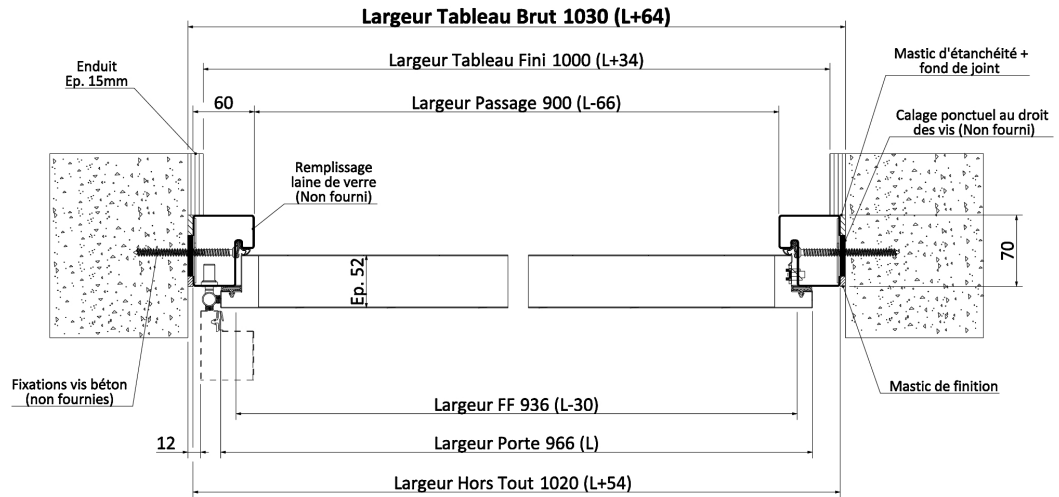 Largeur Tableau Brut 1030 (L+64)
Enduit
Ep. 15mm
Largeur Tableau Fini 1000 (L+34)
Mastic d'étanchéité +
fond de joint
60
Largeur Passage 900 (L-66)
Calage ponctuel au droit
des vis (Non fourni)
Remplissage
laine de verre
(Non fourni)
Ep. 52
70
Fixations vis béton
(non fournies)
Mastic de finition
Largeur FF 936 (L-30)
12
Largeur Porte 966 (L)
Largeur Hors Tout 1020 (L+54)